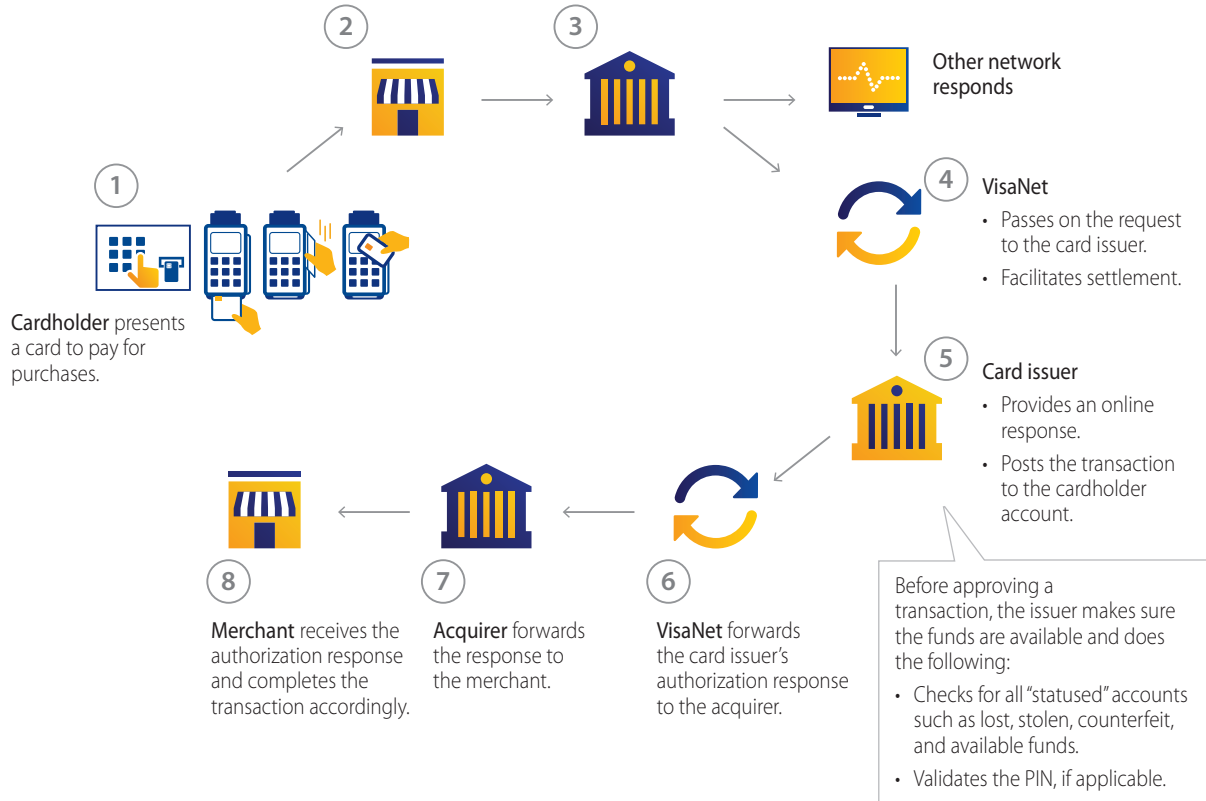 1
Cardholder presents
a card to pay for
purchases.
2
3
Other network
responds
4
VisaNet
• Passes on the request
to the card issuer.
• Facilitates settlement.
5
Card issuer
• Provides an online
response.
• Posts the transaction
to the cardholder
account.
Before approving a
transaction, the issuer makes sure
the funds are available and does
the following:
• Checks for all “statused” accounts
such as lost, stolen, counterfeit,
and available funds.
• Validates the PIN, if applicable.
6
VisaNet forwards
the card issuer’s
authorization response
to the acquirer.
7
Acquirer forwards
the response to
the merchant.
8
Merchant receives the
authorization response
and completes the
transaction accordingly.